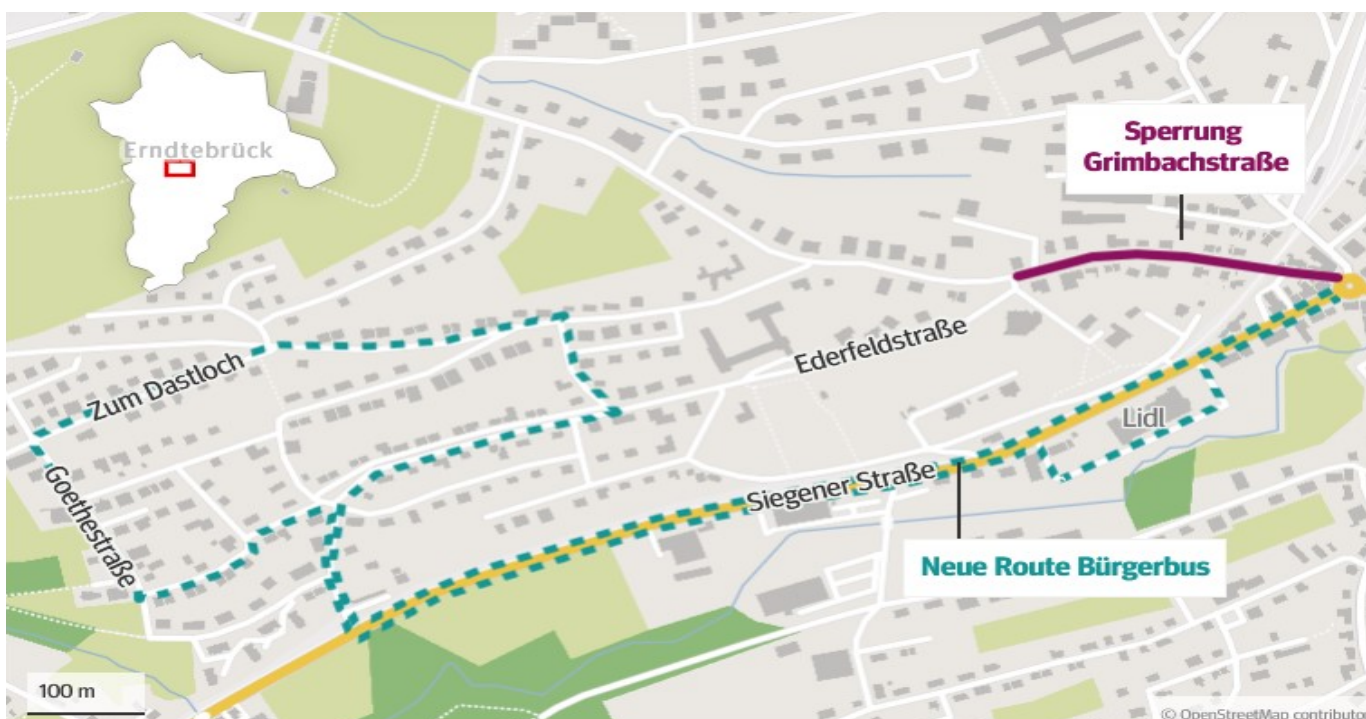 Erndtebrück
Sperrung
Grimbachstraße
Ederfeldstraße
Zum Dastloch
Lidl
Goethestraße
Siegener Straße
Neue Route Bürgerbus
100 m
© OpenStreetMap contributo